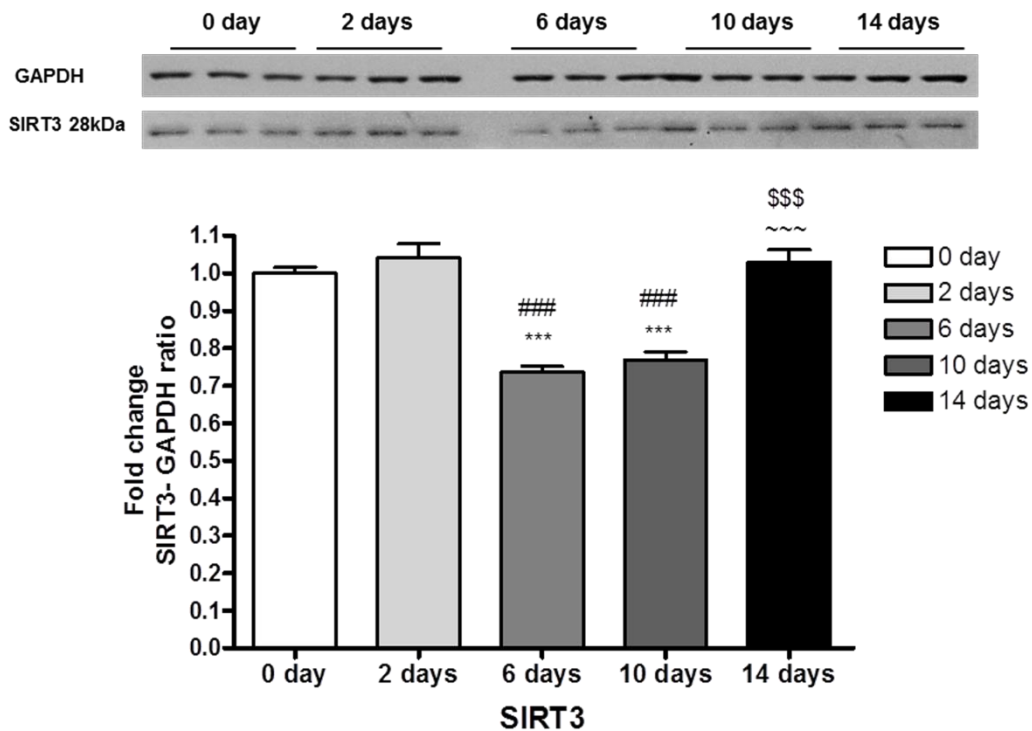 0 day 2 days 6 days 10 days 14 days
GAPDH
SIRT3 28kDa
$$$
~~~
### ###
*** ***
Fold change
SIRT3- GAPDH ratio
1.1
1.0
0.9
0.8
0.7
0.6
0.5
0.4
0.3
0.2
0.1
0.0
0 day 2 days 6 days 10 days 14 days
SIRT3
0 day
2 days
6 days
10 days
14 days